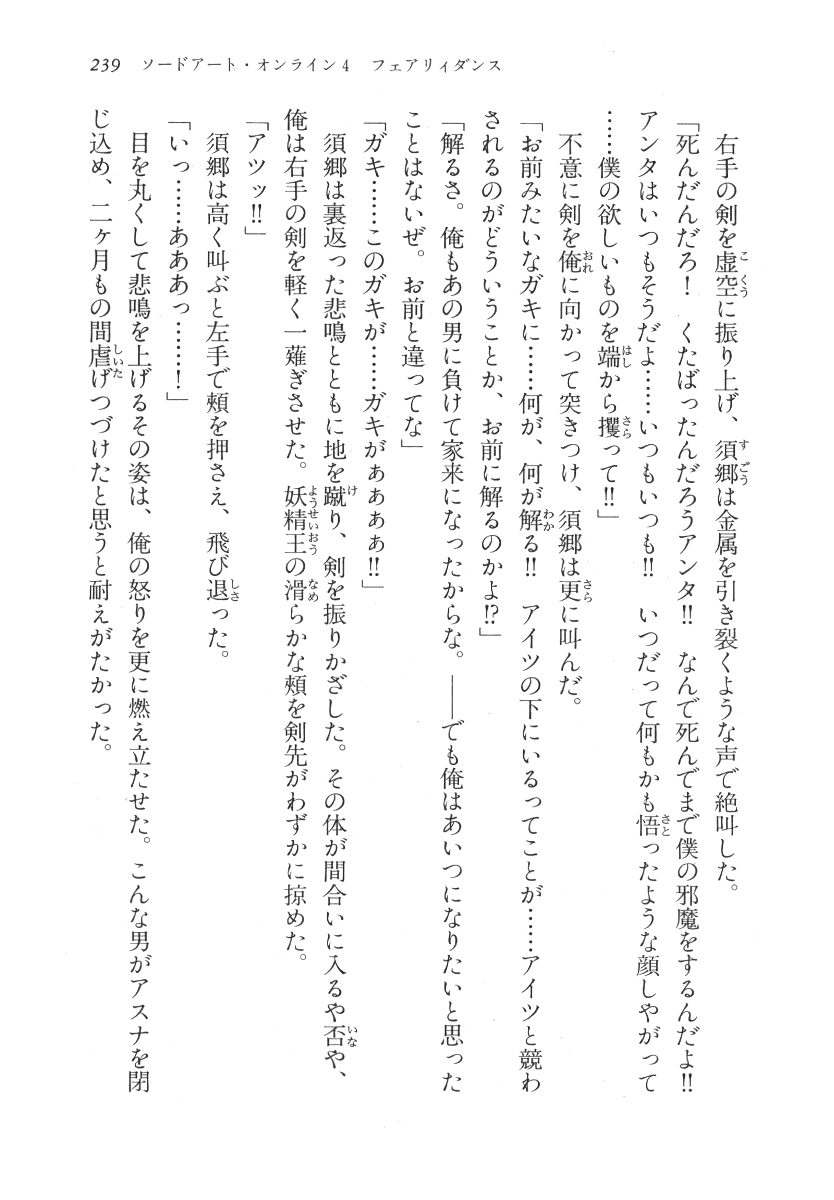 239　ソードアート・オンライン4　フェアリィダンス
　右手の剣を虚空に振り上げ、須郷は金属を引き裂くような声で絶叫した。
「死んだんだろ！　くたばったんだろうアンタ!!　なんで死んでまで僕の邪魔をするんだよ!!
アンタはいつもそうだよ……いつもいつも!!　いつだって何もかも悟ったような顔しやがって
……僕の欲しいものを端から攫って!!」
　不意に剣を俺に向かって突きつけ、須郷は更に叫んだ。
「お前みたいなガキに……何が、何が解る!!　アイツの下にいるってことが……アイツと競わ
されるのがどういうことか、お前に解るのかよ!?」
「解るさ。俺もあの男に負けて家来になったからな。――でも俺はあいつになりたいと思った
ことはないぜ。お前と違ってな」
「ガキ……このガキが……ガキがぁぁぁぁ!!」
　須郷は裏返った悲鳴とともに地を蹴り、剣を振りかざした。その体が間合いに入るや否や、
俺は右手の剣を軽く一薙ぎさせた。妖精王の滑らかな頬を剣先がわずかに掠めた。
「アツッ!!」
　須郷は高く叫ぶと左手で頬を押さえ、飛び退った。
「いっ……あああっ……！」
　目を丸くして悲鳴を上げるその姿は、俺の怒りを更に燃え立たせた。こんな男がアスナを閉
じ込め、二ヶ月もの間虐げつづけたと思うと耐えがたかった。